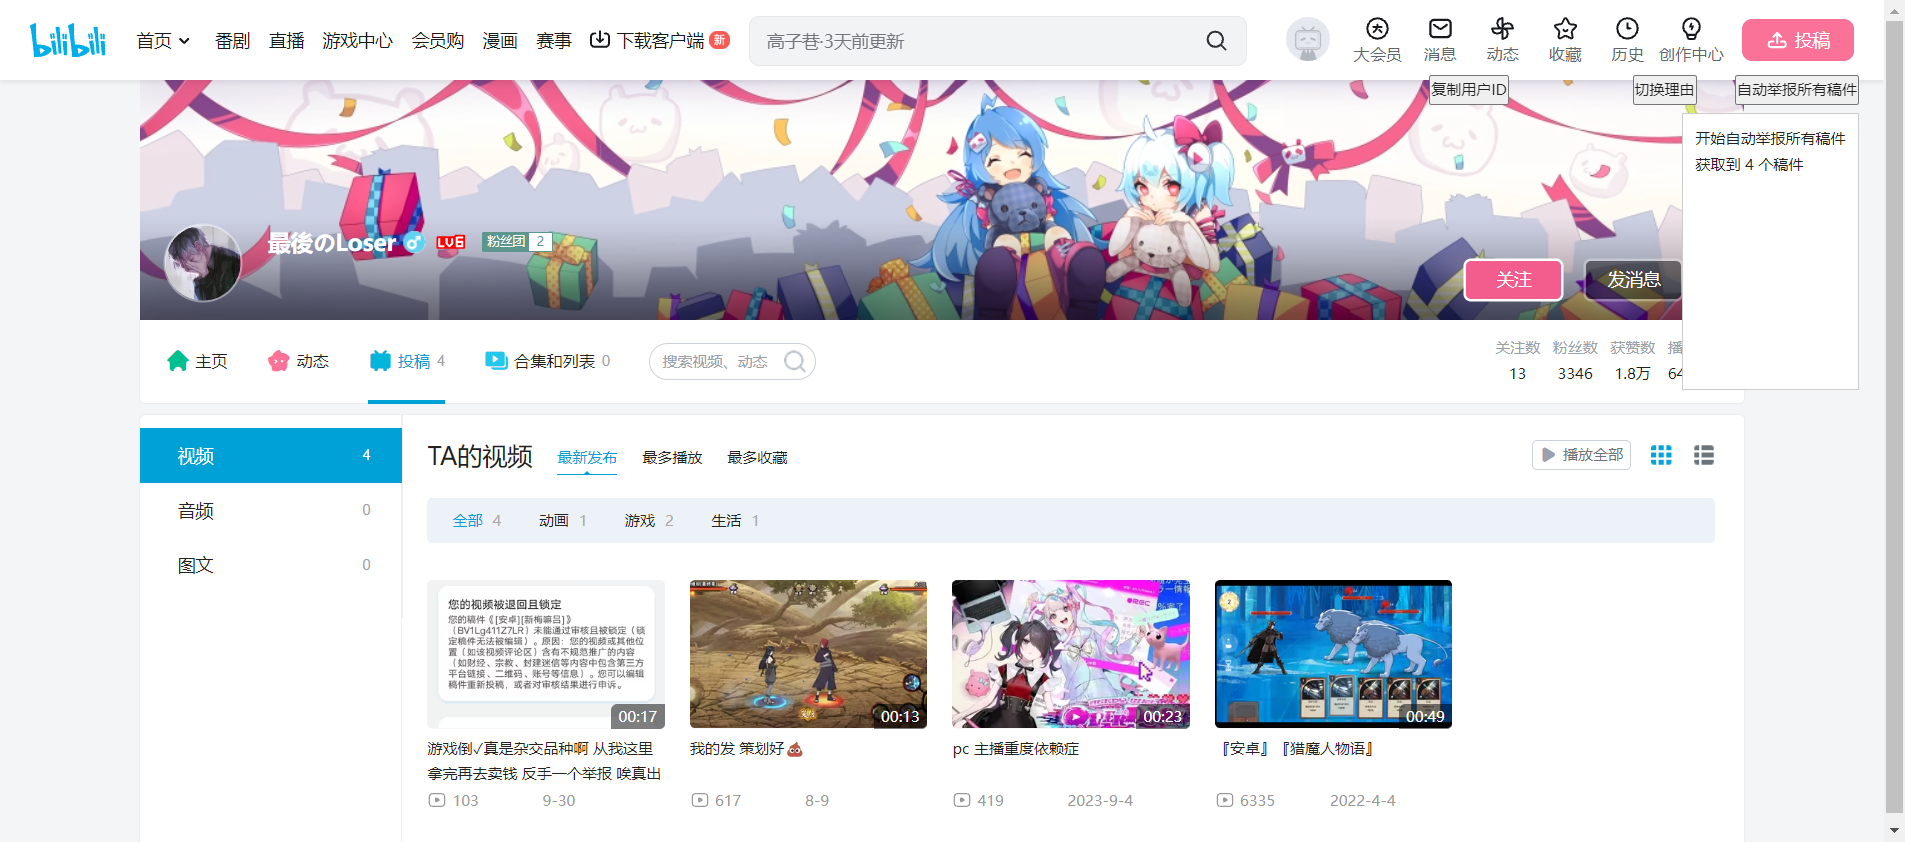 bilibili
首页
番剧
直播
游戏中心
会员购
漫画
赛事
下载客户端
新
高子巷·3天前更新
大会员
消息
动态
收藏
历史
创作中心
投稿
复制用户ID
切换理由
自动举报所有稿件
开始自动举报所有稿件
获取到 4 个稿件
最後のLoser
LV6
粉丝团 2
关注
发消息
主页
动态
投稿 4
合集和列表 0
搜索视频、动态
关注数
粉丝数
获赞数
播
13
3346
1.8万
64
视频 4
音频 0
图文 0
TA的视频
最新发布
最多播放
最多收藏
播放全部
全部 4
动画 1
游戏 2
生活 1
您的视频被退回且锁定
您的稿件《[安卓][新梅嘛吕]》
（BV1Lg411Z7LR）未能通过审核且被锁定（锁
定稿件无法被编辑）。原因：您的视频或其他位
置（如该视频评论区）含有不规范推广的内容
（如财经、宗教、封建迷信等内容中包含第三方
平台链接、二维码、账号等信息）。您可以编辑
稿件重新投稿，或者对审核结果进行申诉。
00:17
00:13
00:23
00:49
游戏倒✓真是杂交品种啊 从我这里
拿完再去卖钱 反手一个举报 唉真出
103
9-30
我的发 策划好💩
617
8-9
pc 主播重度依赖症
419
2023-9-4
『安卓』『猎魔人物语』
6335
2022-4-4